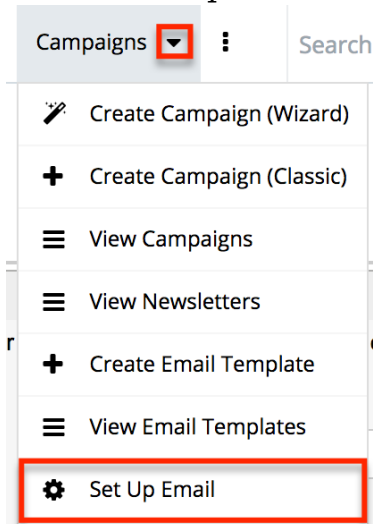 Campaigns
Search
Create Campaign (Wizard)
Create Campaign (Classic)
View Campaigns
View Newsletters
r
Create Email Template
View Email Templates
Set Up Email